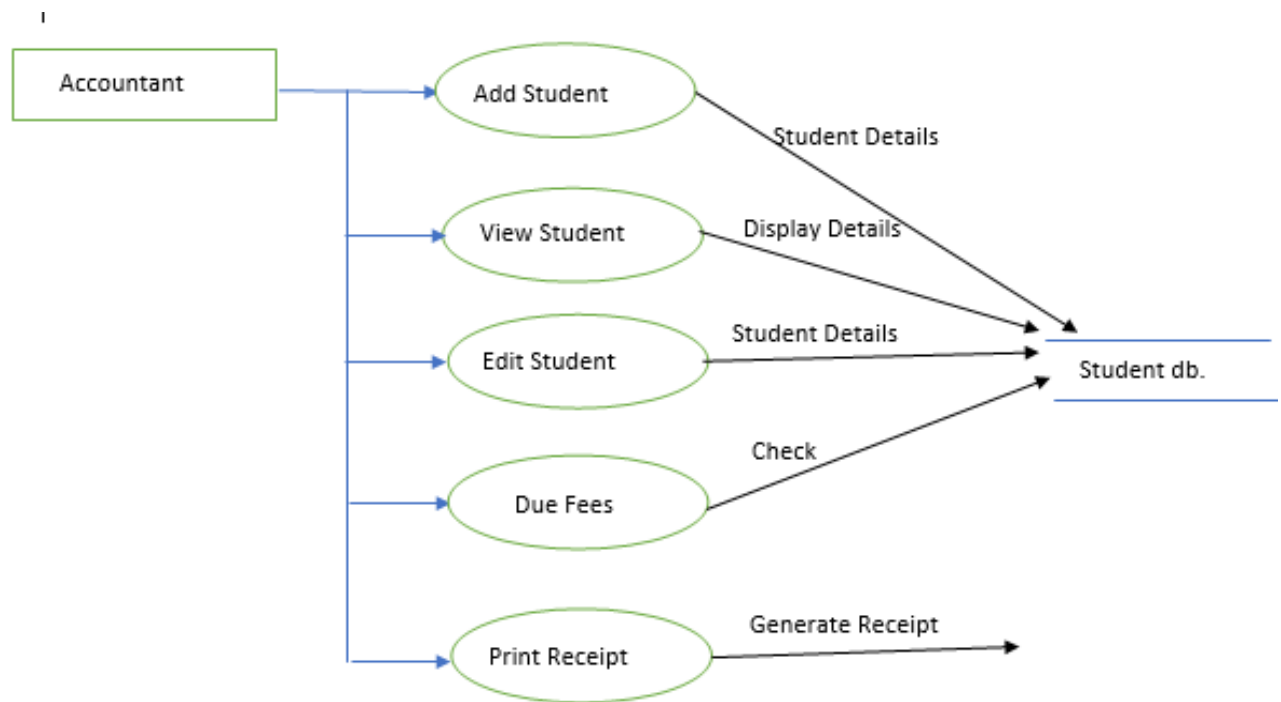 Accountant
Add Student
Student Details
View Student
Display Details
Edit Student
Student Details
Student db.
Due Fees
Check
Print Receipt
Generate Receipt